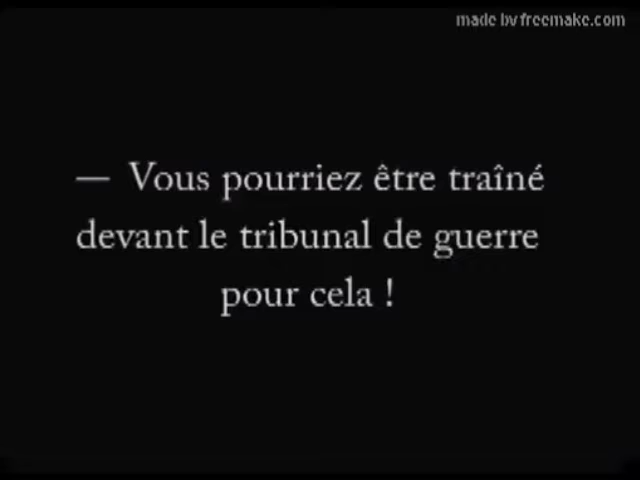 made by freemake.com
— Vous pourriez être traîné
devant le tribunal de guerre
pour cela !